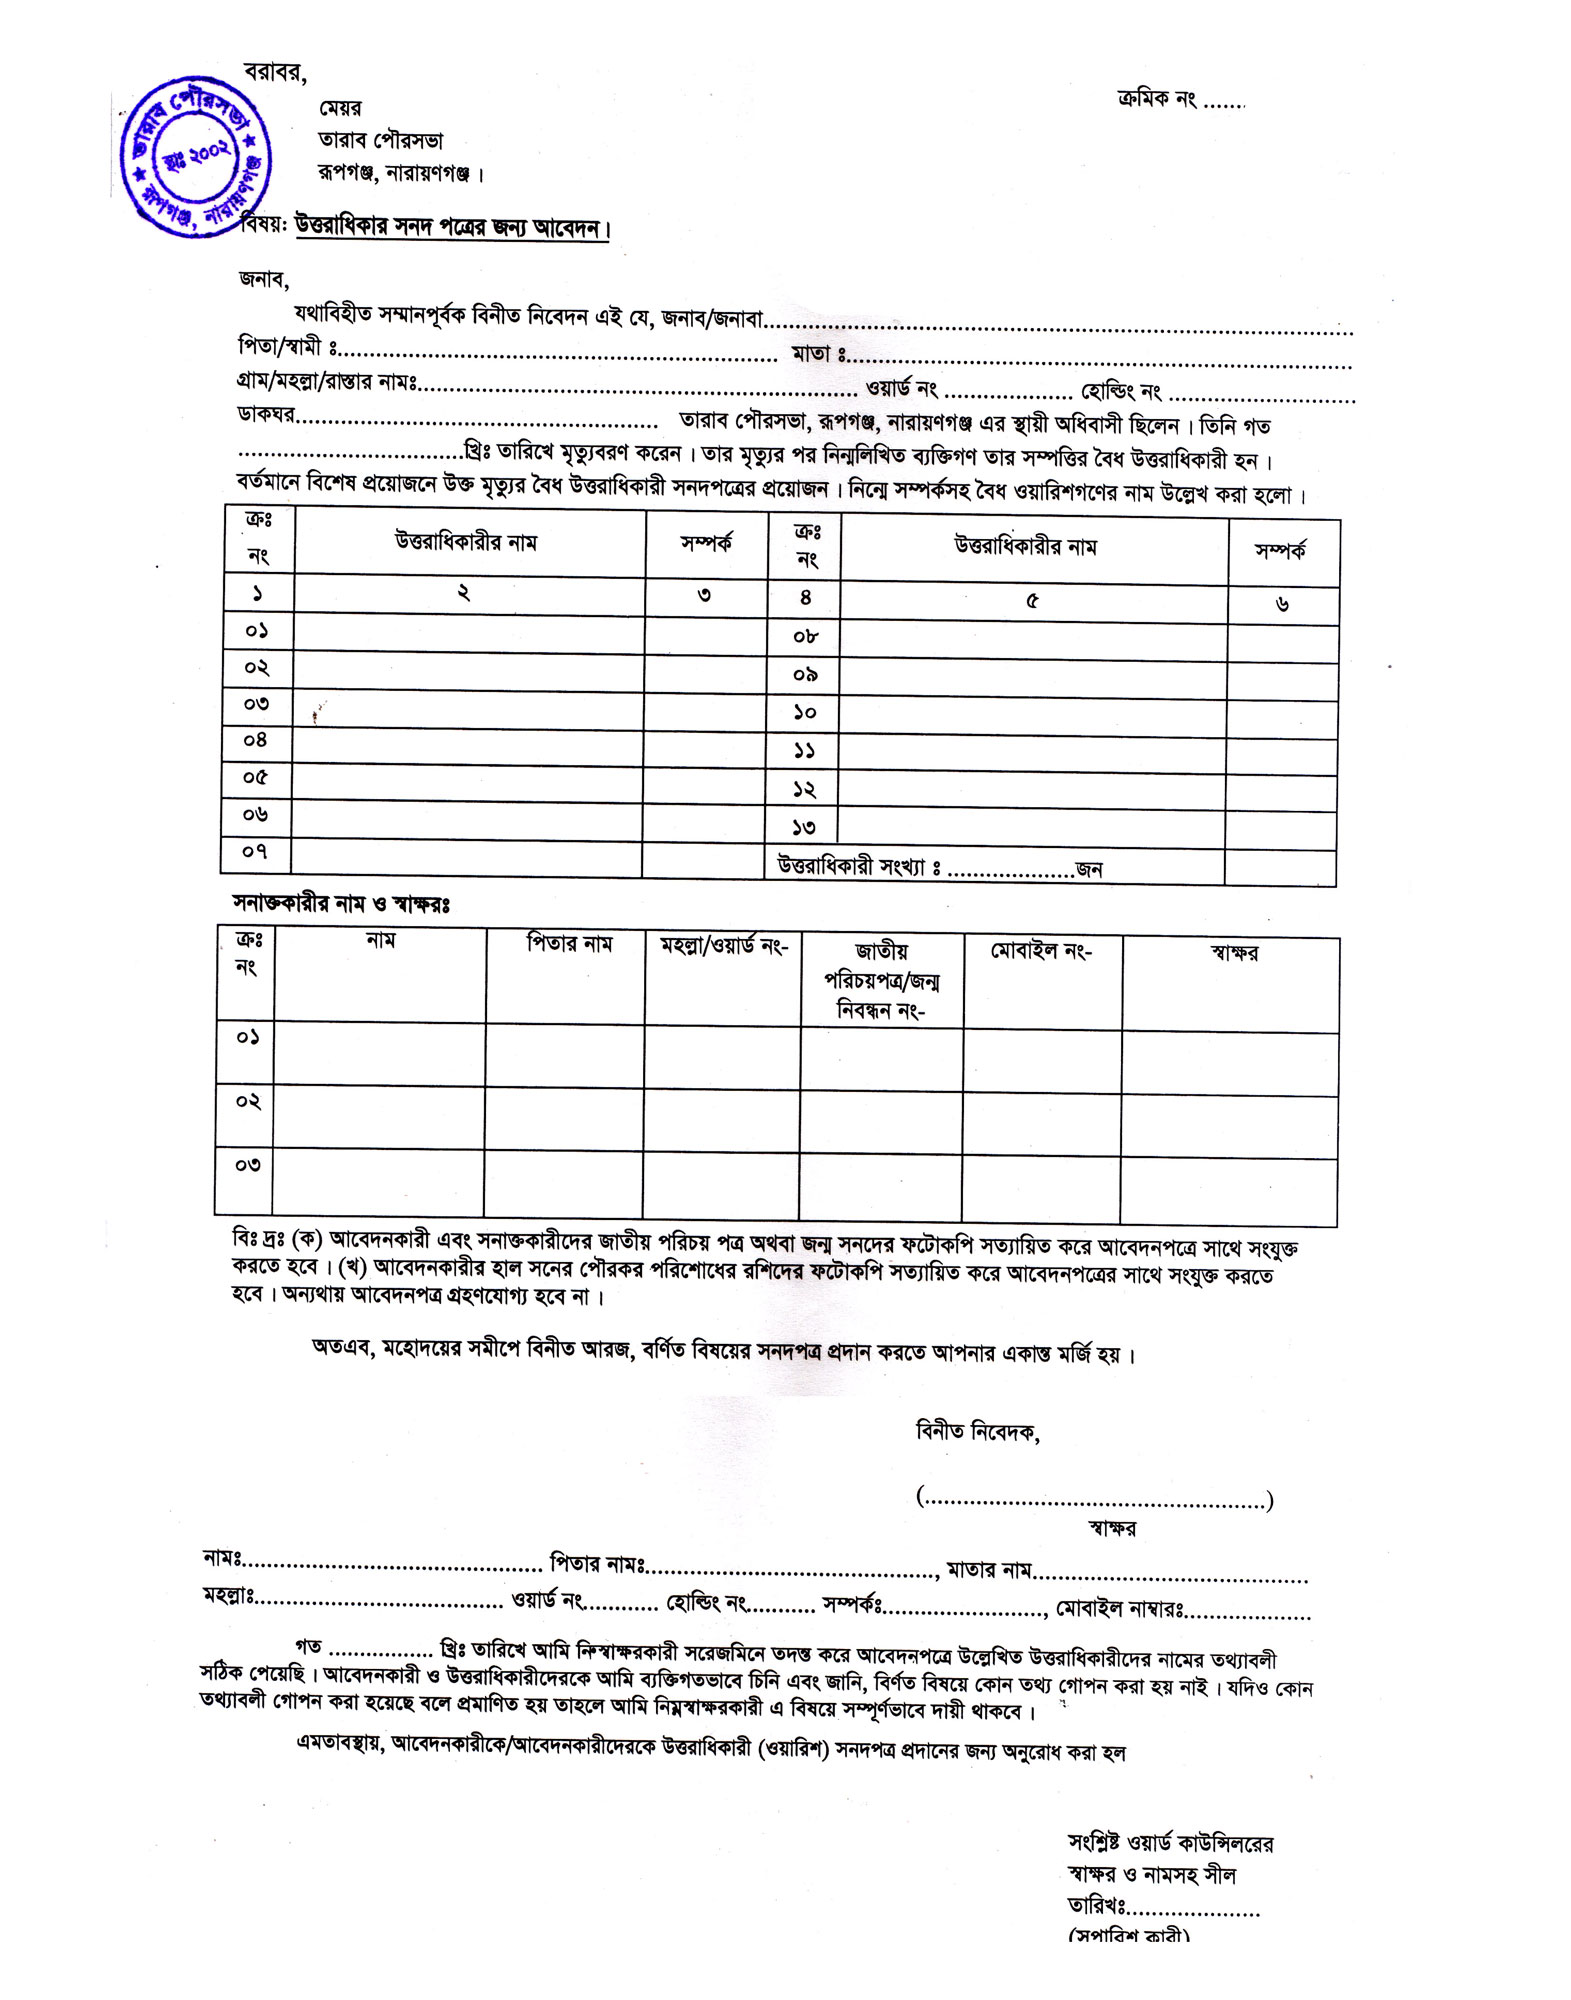 বরাবর,
ক্রমিক নং .......
মেয়র
তারাব পৌরসভা
রূপগঞ্জ, নারায়ণগঞ্জ ।
★ তারাব পৌরসভা ★
স্থাঃ ২০০২
রূপগঞ্জ, নারায়ণগঞ্জ
বিষয়: উত্তরাধিকার সনদ পত্রের জন্য আবেদন।
জনাব,
যথাবিহীত সম্মানপূর্বক বিনীত নিবেদন এই যে, জনাব/জনাবা..........................................................................................
পিতা/স্বামী ঃ.................................................................... মাতা ঃ..............................................................................
গ্রাম/মহল্লা/রাস্তার নামঃ.................................................................... ওয়ার্ড নং .................... হোল্ডিং নং .............................
ডাকঘর........................................................ তারাব পৌরসভা, রূপগঞ্জ, নারায়ণগঞ্জ এর স্থায়ী অধিবাসী ছিলেন । তিনি গত
...................................খ্রিঃ তারিখে মৃত্যুবরণ করেন । তার মৃত্যুর পর নিন্মলিখিত ব্যক্তিগণ তার সম্পত্তির বৈধ উত্তরাধিকারী হন ।
বর্তমানে বিশেষ প্রয়োজনে উক্ত মৃত্যুর বৈধ উত্তরাধিকারী সনদপত্রের প্রয়োজন । নিন্মে সম্পর্কসহ বৈধ ওয়ারিশগণের নাম উল্লেখ করা হলো ।
ক্রঃ নং উত্তরাধিকারীর নাম সম্পর্ক ক্রঃ নং উত্তরাধিকারীর নাম সম্পর্ক
১ ২ ৩ ৪ ৫ ৬
০১ ০৮
০২ ০৯
০৩ ১০
০৪ ১১
০৫ ১২
০৬ ১৩
০৭ উত্তরাধিকারী সংখ্যা ঃ ....................জন
সনাক্তকারীর নাম ও স্বাক্ষরঃ
ক্রঃ নং নাম পিতার নাম মহল্লা/ওয়ার্ড নং- জাতীয় পরিচয়পত্র/জন্ম নিবন্ধন নং- মোবাইল নং- স্বাক্ষর
০১
০২
০৩
বিঃ দ্রঃ (ক) আবেদনকারী এবং সনাক্তকারীদের জাতীয় পরিচয় পত্র অথবা জন্ম সনদের ফটোকপি সত্যায়িত করে আবেদনপত্রে সাথে সংযুক্ত
করতে হবে । (খ) আবেদনকারীর হাল সনের পৌরকর পরিশোধের রশিদের ফটোকপি সত্যায়িত করে আবেদনপত্রের সাথে সংযুক্ত করতে
হবে । অন্যথায় আবেদনপত্র গ্রহণযোগ্য হবে না ।
অতএব, মহোদয়ের সমীপে বিনীত আরজ, বর্ণিত বিষয়ের সনদপত্র প্রদান করতে আপনার একান্ত মর্জি হয় ।
বিনীত নিবেদক,
(.....................................................)
স্বাক্ষর
নামঃ.............................................. পিতার নামঃ............................................., মাতার নাম...........................................
মহল্লাঃ....................................... ওয়ার্ড নং............ হোল্ডিং নং........... সম্পর্কঃ........................., মোবাইল নাম্বারঃ....................
গত ................. খ্রিঃ তারিখে আমি নিঃস্বাক্ষরকারী সরেজমিনে তদন্ত করে আবেদনপত্রে উল্লেখিত উত্তরাধিকারীদের নামের তথ্যাবলী
সঠিক পেয়েছি । আবেদনকারী ও উত্তরাধিকারীদেরকে আমি ব্যক্তিগতভাবে চিনি এবং জানি, বির্ণত বিষয়ে কোন তথ্য গোপন করা হয় নাই । যদিও কোন
তথ্যাবলী গোপন করা হয়েছে বলে প্রমাণিত হয় তাহলে আমি নিম্নস্বাক্ষরকারী এ বিষয়ে সম্পূর্ণভাবে দায়ী থাকবে ।
এমতাবস্থায়, আবেদনকারীকে/আবেদনকারীদেরকে উত্তরাধিকারী (ওয়ারিশ) সনদপত্র প্রদানের জন্য অনুরোধ করা হল
সংশ্লিষ্ট ওয়ার্ড কাউন্সিলরের
স্বাক্ষর ও নামসহ সীল
তারিখঃ.....................
(সুপারিশ কারী)